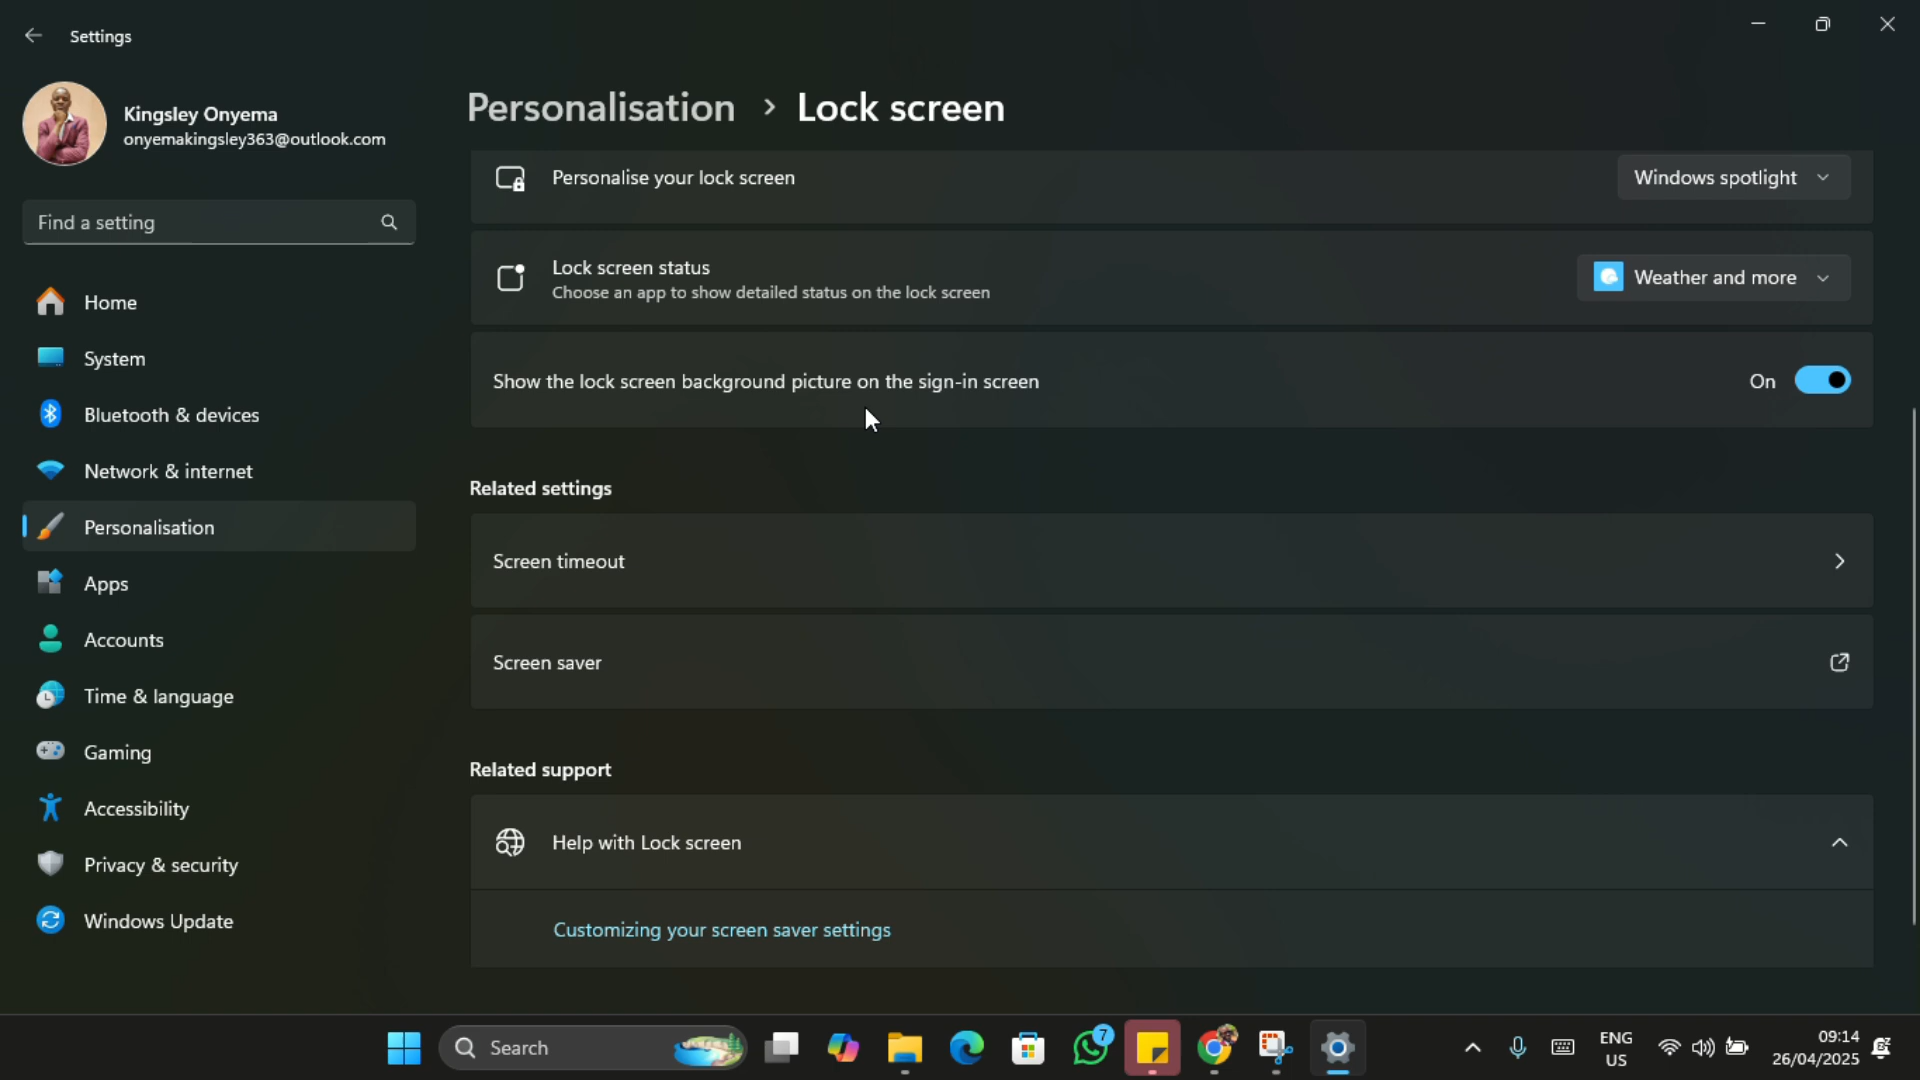 Settings
Kingsley Onyema
onyemakingsley363@outlook.com
Find a setting
Home
System
Bluetooth & devices
Network & internet
Personalisation
Apps
Accounts
Time & language
Gaming
Accessibility
Privacy & security
Windows Update
Personalisation > Lock screen
Personalise your lock screen
Windows spotlight
Lock screen status
Choose an app to show detailed status on the lock screen
Weather and more
Show the lock screen background picture on the sign-in screen
On
Related settings
Screen timeout
Screen saver
Related support
Help with Lock screen
Customizing your screen saver settings
Search
7
ENG
US
09:14
26/04/2025